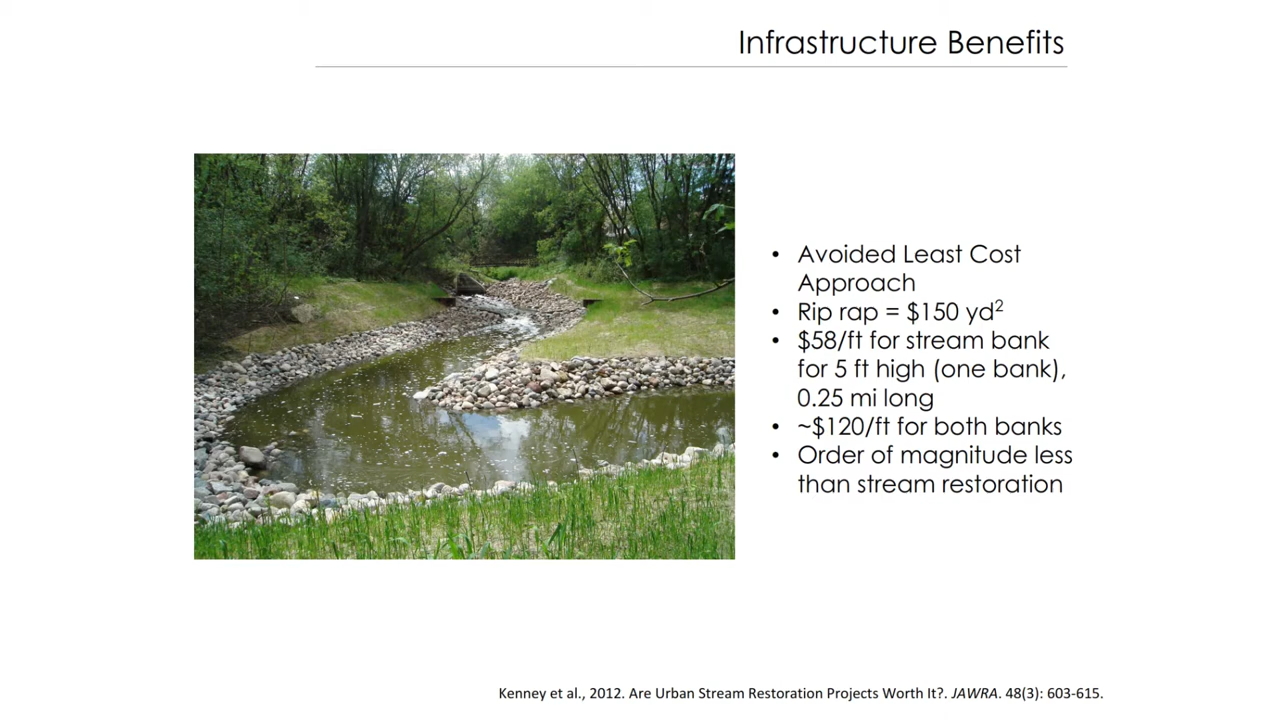 Infrastructure Benefits
• Avoided Least Cost
Approach
• Rip rap = $150 yd²
• $58/ft for stream bank
for 5 ft high (one bank),
0.25 mi long
• ~$120/ft for both banks
• Order of magnitude less
than stream restoration
Kenney et al., 2012. Are Urban Stream Restoration Projects Worth It?. JAWRA. 48(3): 603-615.